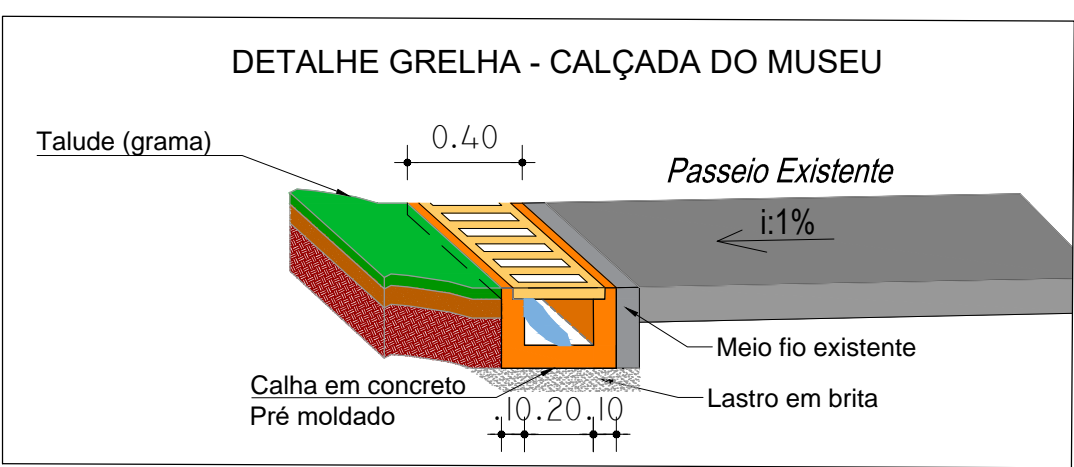 DETALHE GRELHA - CALÇADA DO MUSEU
Talude (grama)
0.40
Passeio Existente
i:1%
Meio fio existente
Calha em concreto
Pré moldado
Lastro em brita
.10.20.10